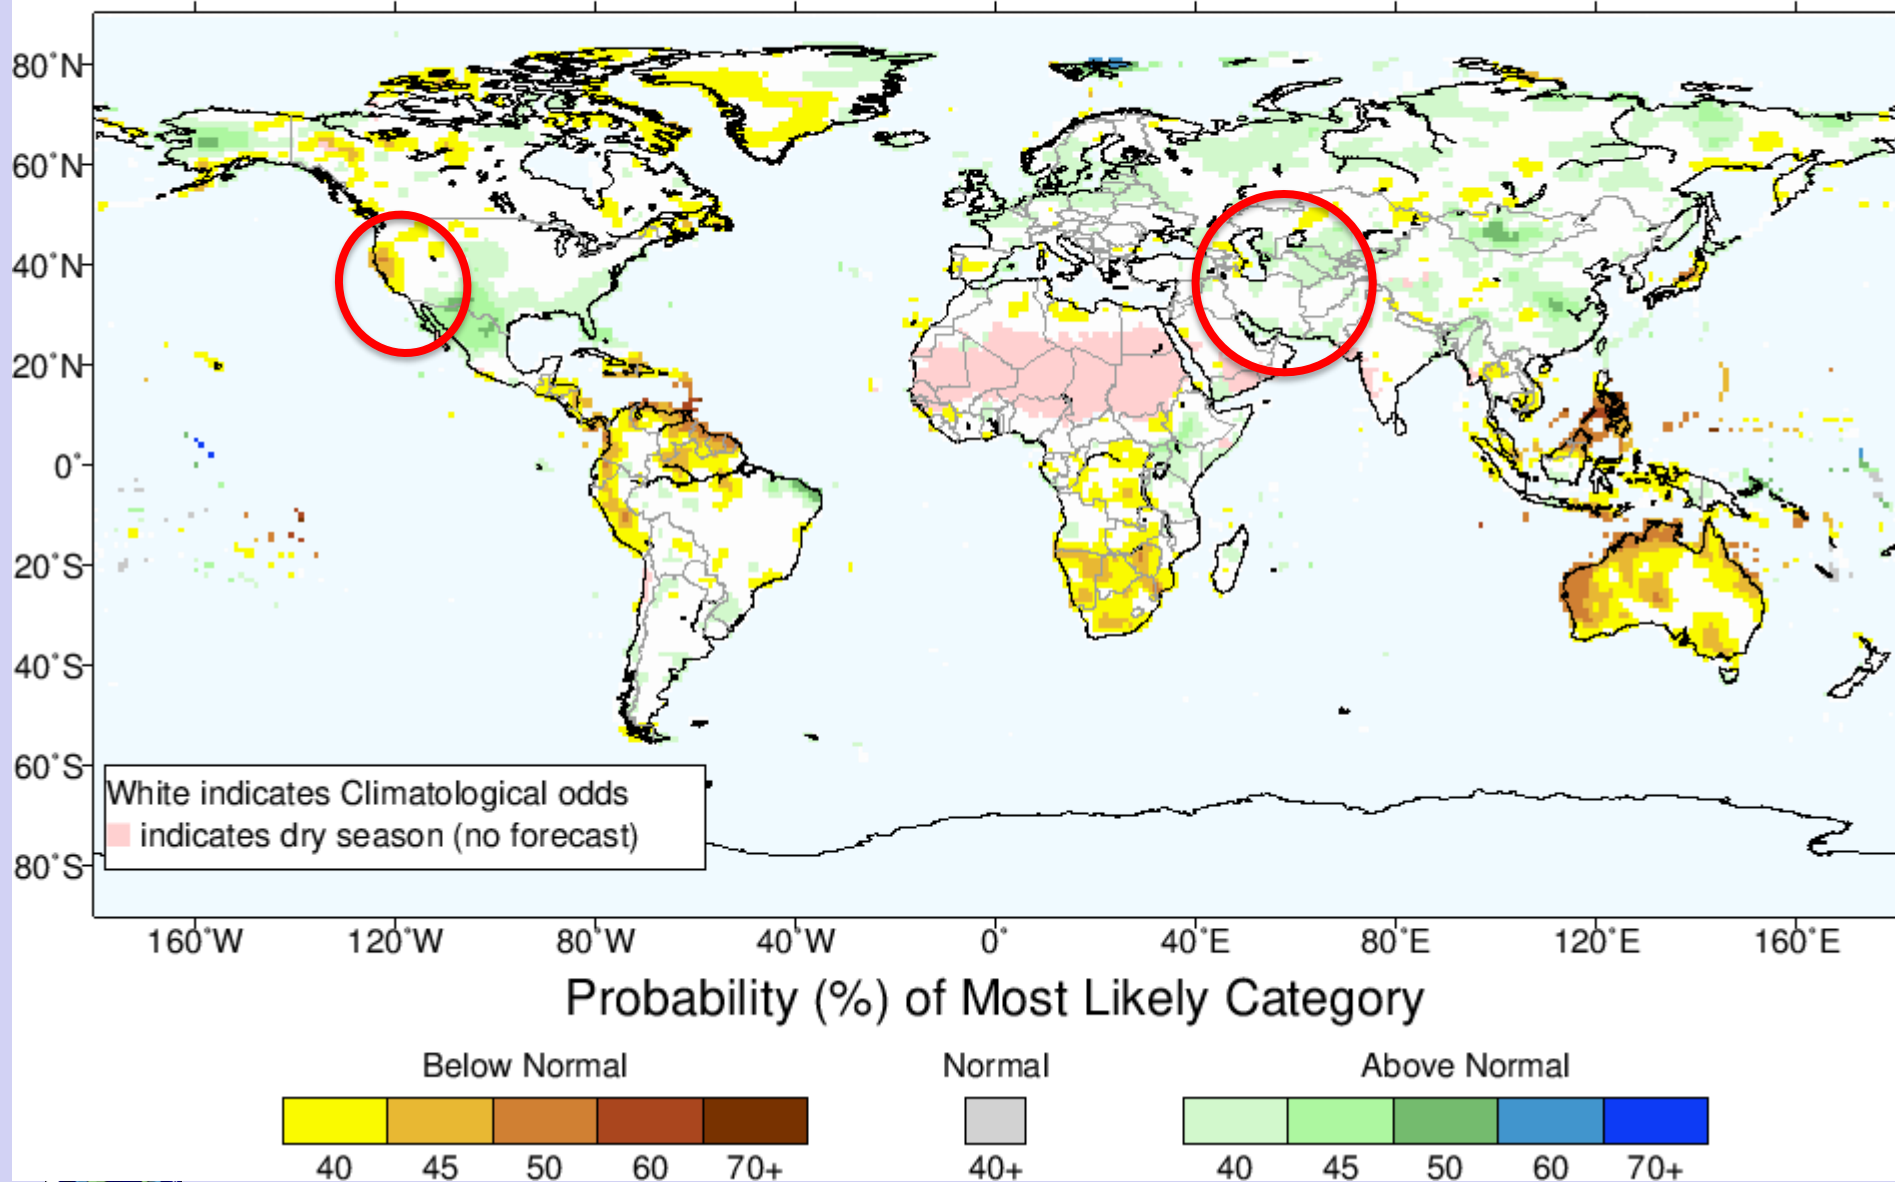 80°N
60°N
40°N
20°N
0°
20°S
40°S
60°S
80°S
White indicates Climatological odds
indicates dry season (no forecast)
160°W 120°W 80°W 40°W 0° 40°E 80°E 120°E 160°E
Probability (%) of Most Likely Category
Below Normal Normal Above Normal
40 45 50 60 70+ 40+ 40 45 50 60 70+